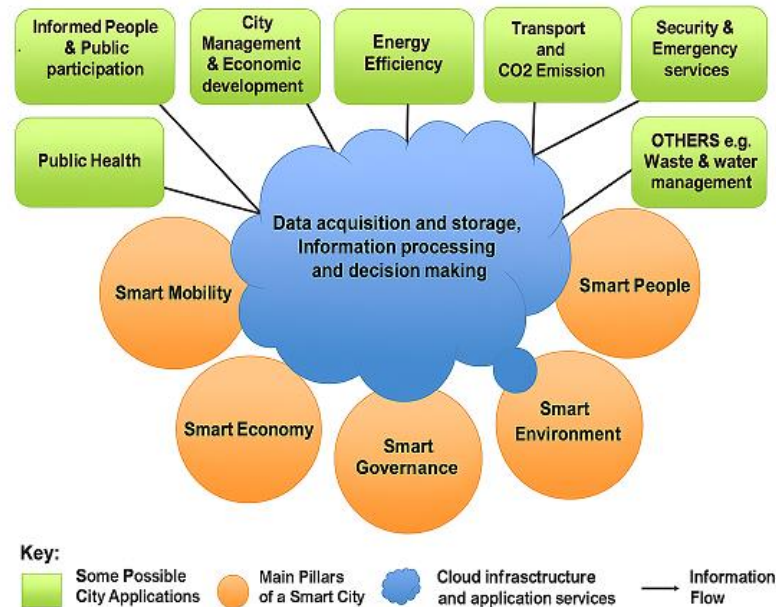 Informed People
& Public
participation
City
Management
& Economic
development
Energy
Efficiency
Transport
and
CO2 Emission
Security &
Emergency
services
Public Health
OTHERS e.g.
Waste & water
management
Data acquisition and storage,
Information processing
and decision making
Smart Mobility
Smart People
Smart Economy
Smart
Governance
Smart
Environment
Key:
Some Possible
City Applications
Main Pillars
of a Smart City
Cloud infrasctructure
and application services
Information
Flow